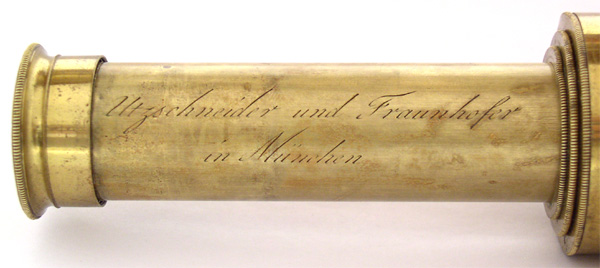 Utzschneider und Fraunhofer
in München